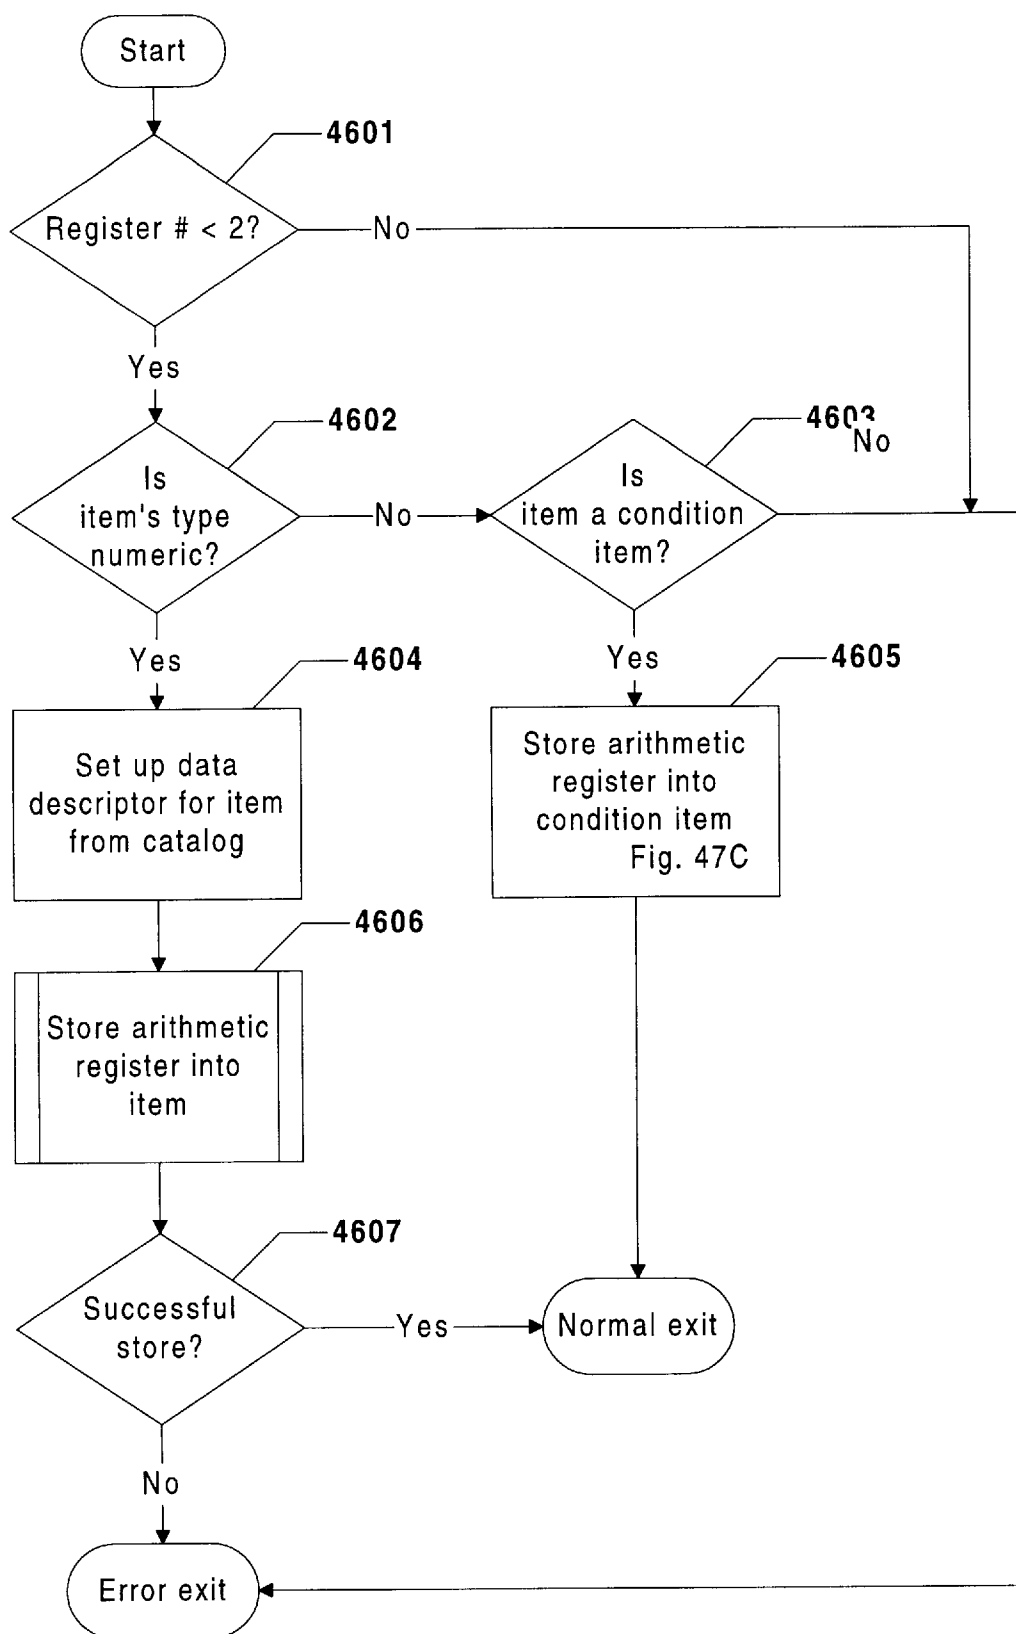 Start
4601
Register # < 2?
No
Yes
4602
4603
No
Is
item's type
numeric?
No
Is
item a condition
item?
Yes
4604
Yes
4605
Set up data
descriptor for item
from catalog
Store arithmetic
register into
condition item
Fig. 47C
4606
Store arithmetic
register into
item
4607
Successful
store?
Yes
Normal exit
No
Error exit